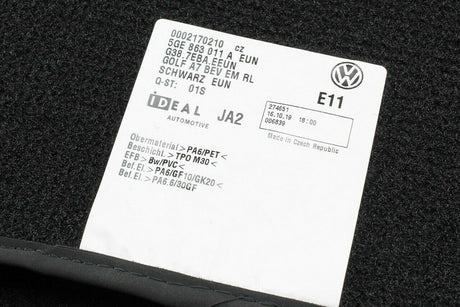 0002170210 CZ
5GE 863 011 A EUN
G38 7EBA EEUN
GOLF A7 BEV EM RL
SCHWARZ EUN
Q-ST: 01S
E11
IDEAL
AUTOMOTIVE
JA2
274651
16.10.19 18:00
006839
Made in Czech Republic
Obermaterial >PA6/PET<
Beschicht. >TPO M30<
EFB >Bw/PVC<
Bef.El. >PA6/GF10/GK20<
Bef.El. >PA6.6/30GF